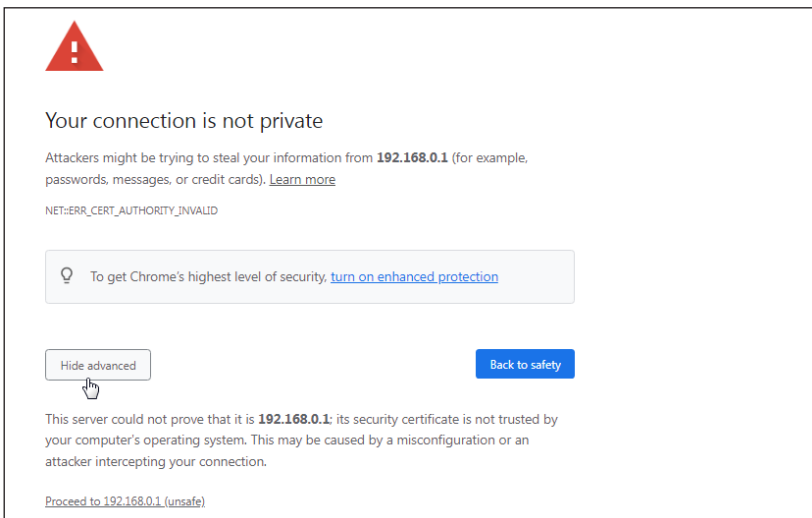 Your connection is not private
Attackers might be trying to steal your information from 192.168.0.1 (for example,
passwords, messages, or credit cards). Learn more
NET::ERR_CERT_AUTHORITY_INVALID
To get Chrome's highest level of security, turn on enhanced protection
Hide advanced
Back to safety
This server could not prove that it is 192.168.0.1; its security certificate is not trusted by
your computer's operating system. This may be caused by a misconfiguration or an
attacker intercepting your connection.
Proceed to 192.168.0.1 (unsafe)